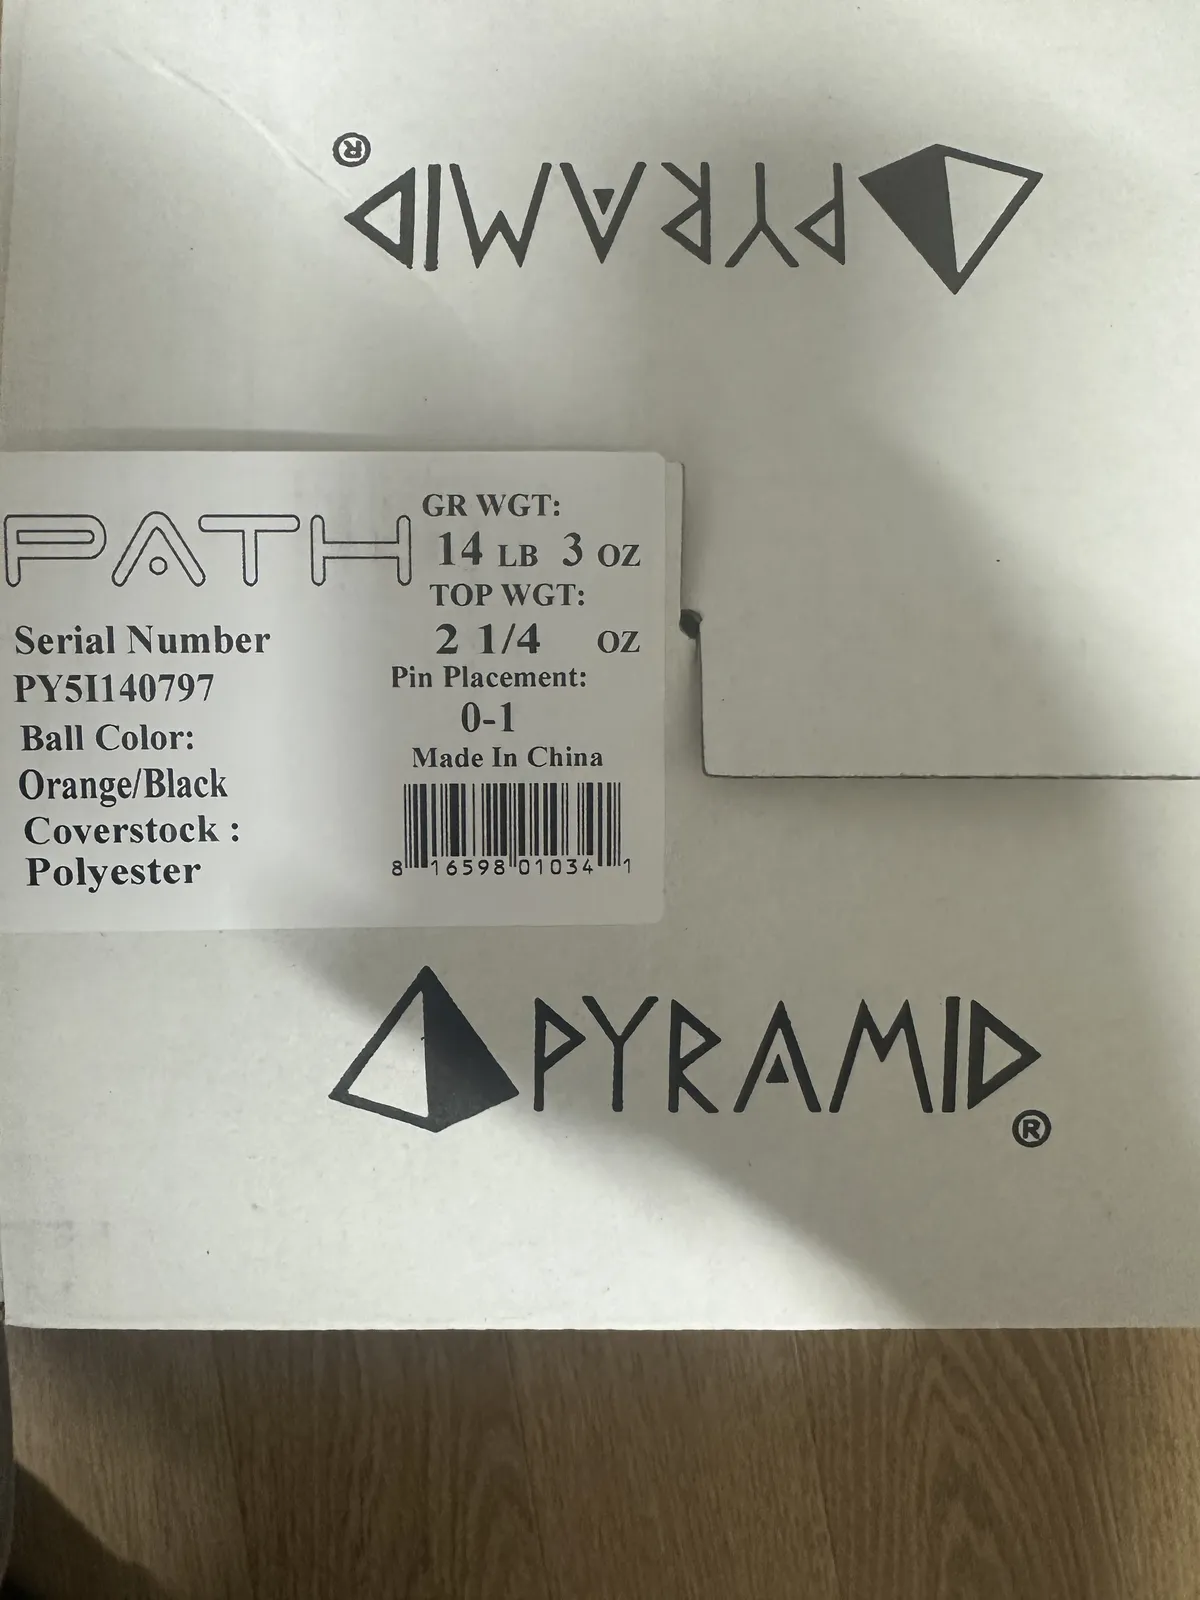 PYRAMID®
PATH
GR WGT:
14 LB 3 OZ
TOP WGT:
2 1/4 OZ
Serial Number
PY5I140797
Pin Placement:
0-1
Ball Color:
Orange/Black
Made In China
Coverstock :
Polyester
8 16598 01034 1
PYRAMID®